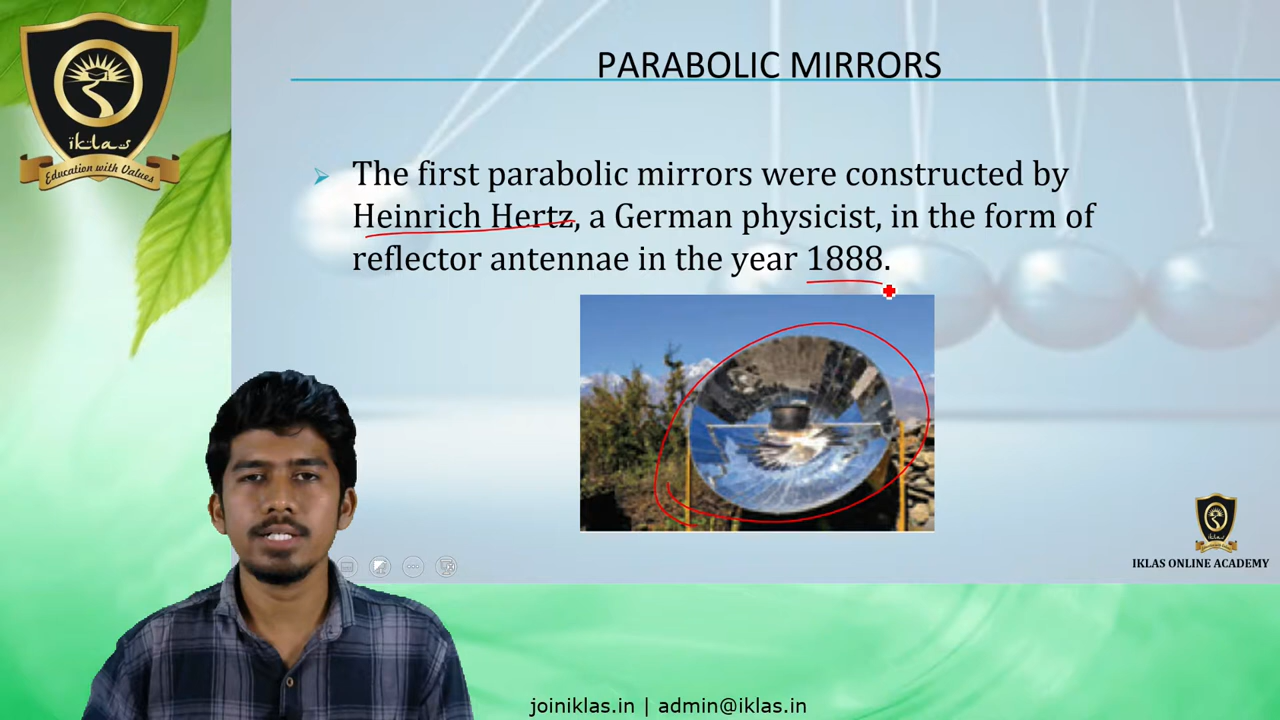 PARABOLIC MIRRORS
The first parabolic mirrors were constructed by
Heinrich Hertz, a German physicist, in the form of
reflector antennae in the year 1888.
iklas
Education with Values
iklas
IKLAS ONLINE ACADEMY
joiniklas.in | admin@iklas.in